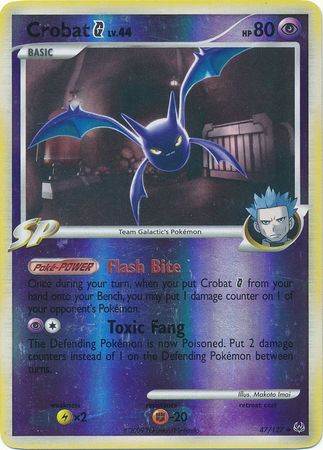 Crobat G LV.44 HP 80
BASIC
Team Galactic's Pokémon
SP
Poké-POWER Flash Bite
Once during your turn, when you put Crobat G from your
hand onto your Bench, you may put 1 damage counter on 1 of
your opponent's Pokémon.
Toxic Fang
The Defending Pokémon is now Poisoned. Put 2 damage
counters instead of 1 on the Defending Pokémon between
turns.
Illus. Makoto Imai
weakness resistance retreat cost
×2 -20
47/127